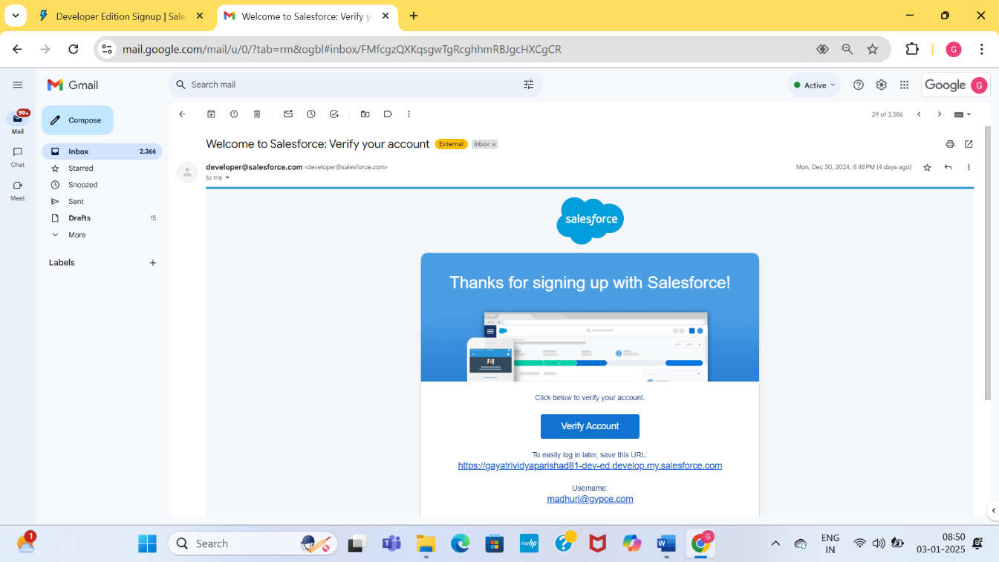 Developer Edition Signup | Sale
Welcome to Salesforce: Verify y
mail.google.com/mail/u/0/?tab=rm&ogbl#inbox/FMfcgzQXKqsgwTgRcghhmRBJgcHXCgCR
G
Gmail
Search mail
Active
Google
G
99+
Mail
Chat
Meet
Compose
Inbox 2,366
Starred
Snoozed
Sent
Drafts 15
More
Labels
29 of 3,586
Welcome to Salesforce: Verify your account External Inbox x
developer@salesforce.com <developer@salesforce.com>
Mon, Dec 30, 2024, 8:48 PM (4 days ago)
to me
salesforce
Thanks for signing up with Salesforce!
Click below to verify your account.
Verify Account
To easily log in later, save this URL:
https://gayatrividyaparishad81-dev-ed.develop.my.salesforce.com
Username:
madhuri@gvpce.com
1
Search
myhp
W
G
ENG
IN
08:50
03-01-2025